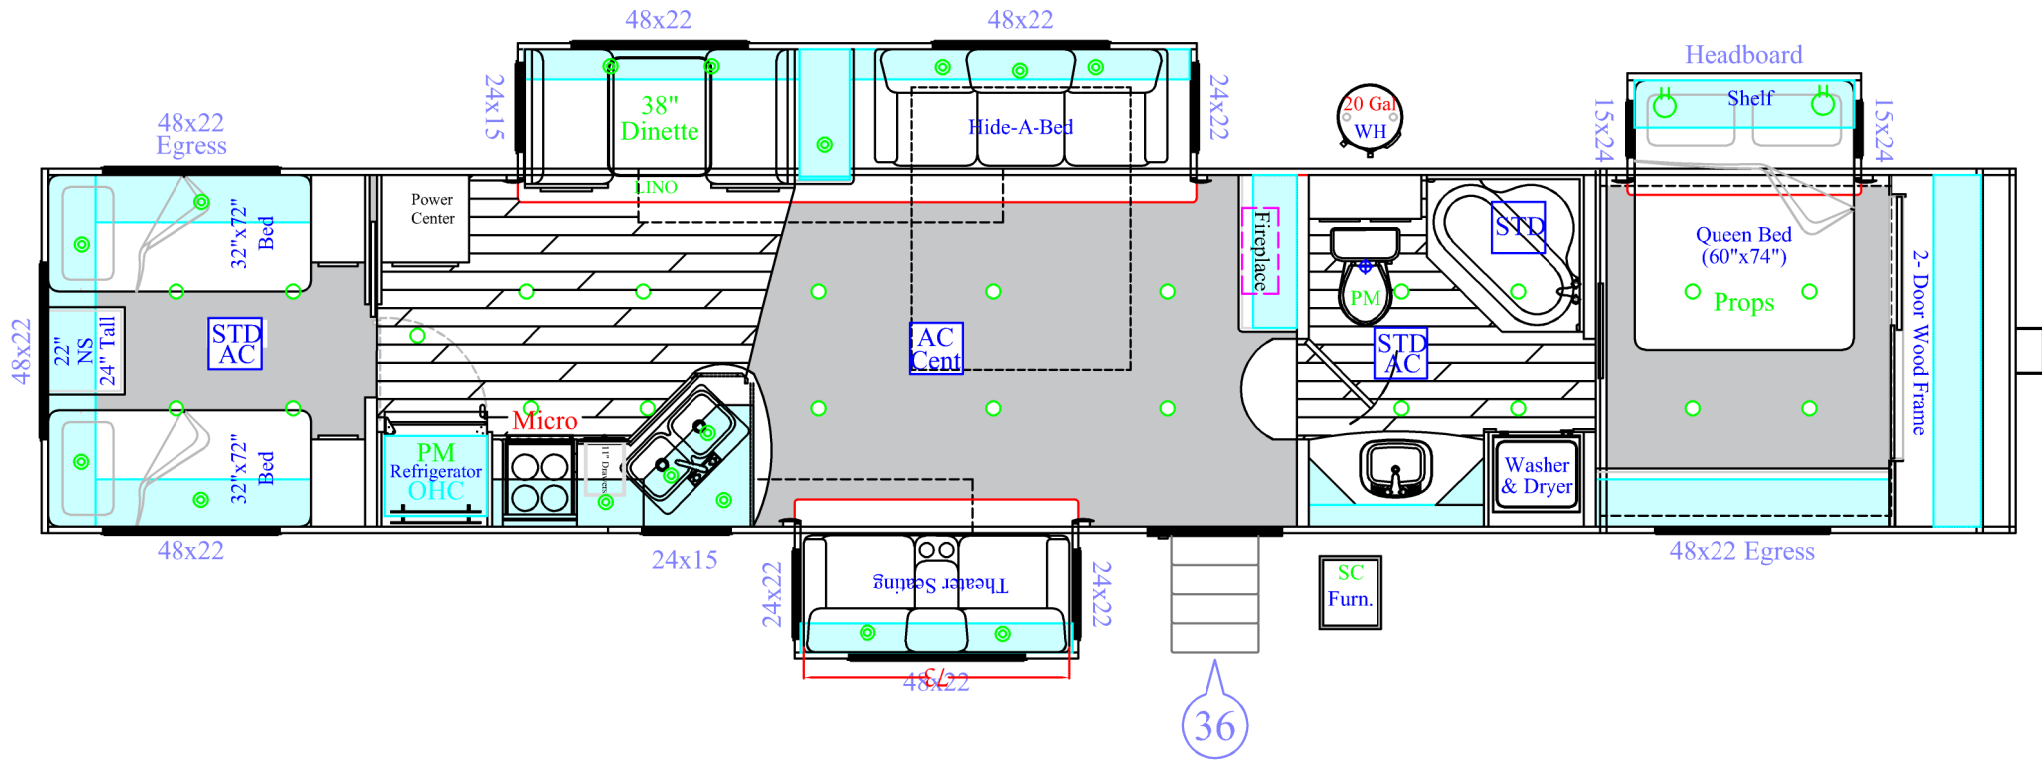 48x22
48x22
Headboard
24x15
38"
Dinette
LINO
Hide-A-Bed
24x22
20 Gal
WH
15x24
Shelf
H
H
15x24
48x22
Egress
32"x72"
Bed
Power
Center
Fireplace
STD
PM
Queen Bed
(60"x74")
Props
2- Door Wood Frame
48x22
22"
NS
24" Tall
STD
AC
AC
Cent
STD
AC
32"x72"
Bed
Micro
PM
Refrigerator
OHC
11" Drawers
Washer
& Dryer
48x22
24x15
24x22
Theater Seating
24x22
48x22
73
SC
Furn.
48x22 Egress
36